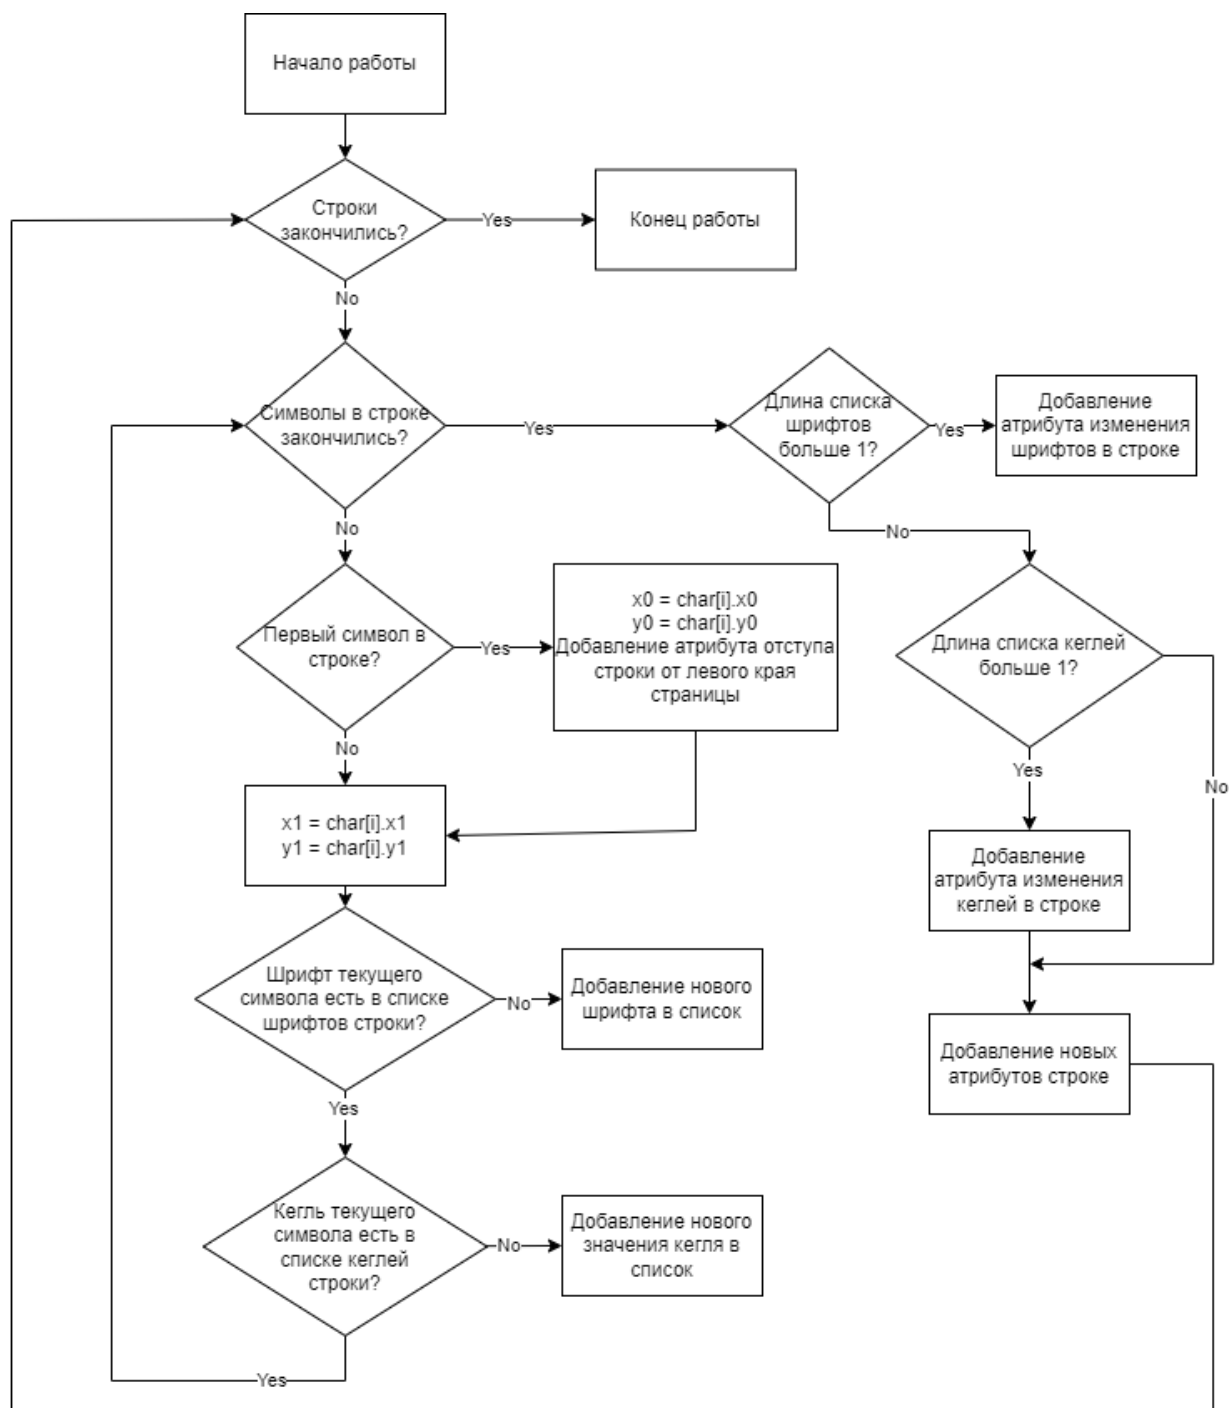 Начало работы
Строки
закончились?
Yes
Конец работы
No
Символы в строке
закончились?
Yes
Длина списка
шрифтов
больше 1?
Yes
Добавление
атрибута изменения
шрифтов в строке
No
No
Первый символ в
строке?
Yes
x0 = char[i].x0
y0 = char[i].y0
Добавление атрибута отступа
строки от левого края
страницы
Длина списка кеглей
больше 1?
No
Yes
No
x1 = char[i].x1
y1 = char[i].y1
Добавление
атрибута изменения
кеглей в строке
Шрифт текущего
символа есть в списке
шрифтов строки?
No
Добавление нового
шрифта в список
Добавление новых
атрибутов строке
Yes
Кегль текущего
символа есть в
списке кеглей
строки?
No
Добавление нового
значения кегля в
список
Yes